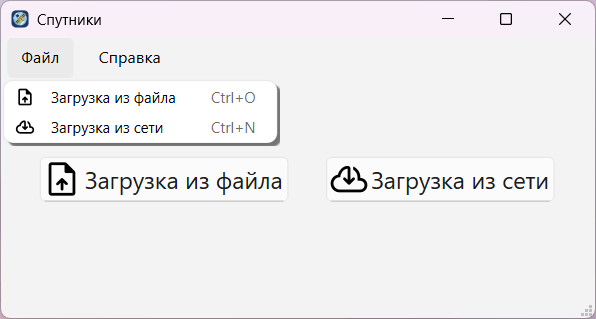 Спутники
Файл Справка
Загрузка из файла Ctrl+O
Загрузка из сети Ctrl+N
Загрузка из файла Загрузка из сети